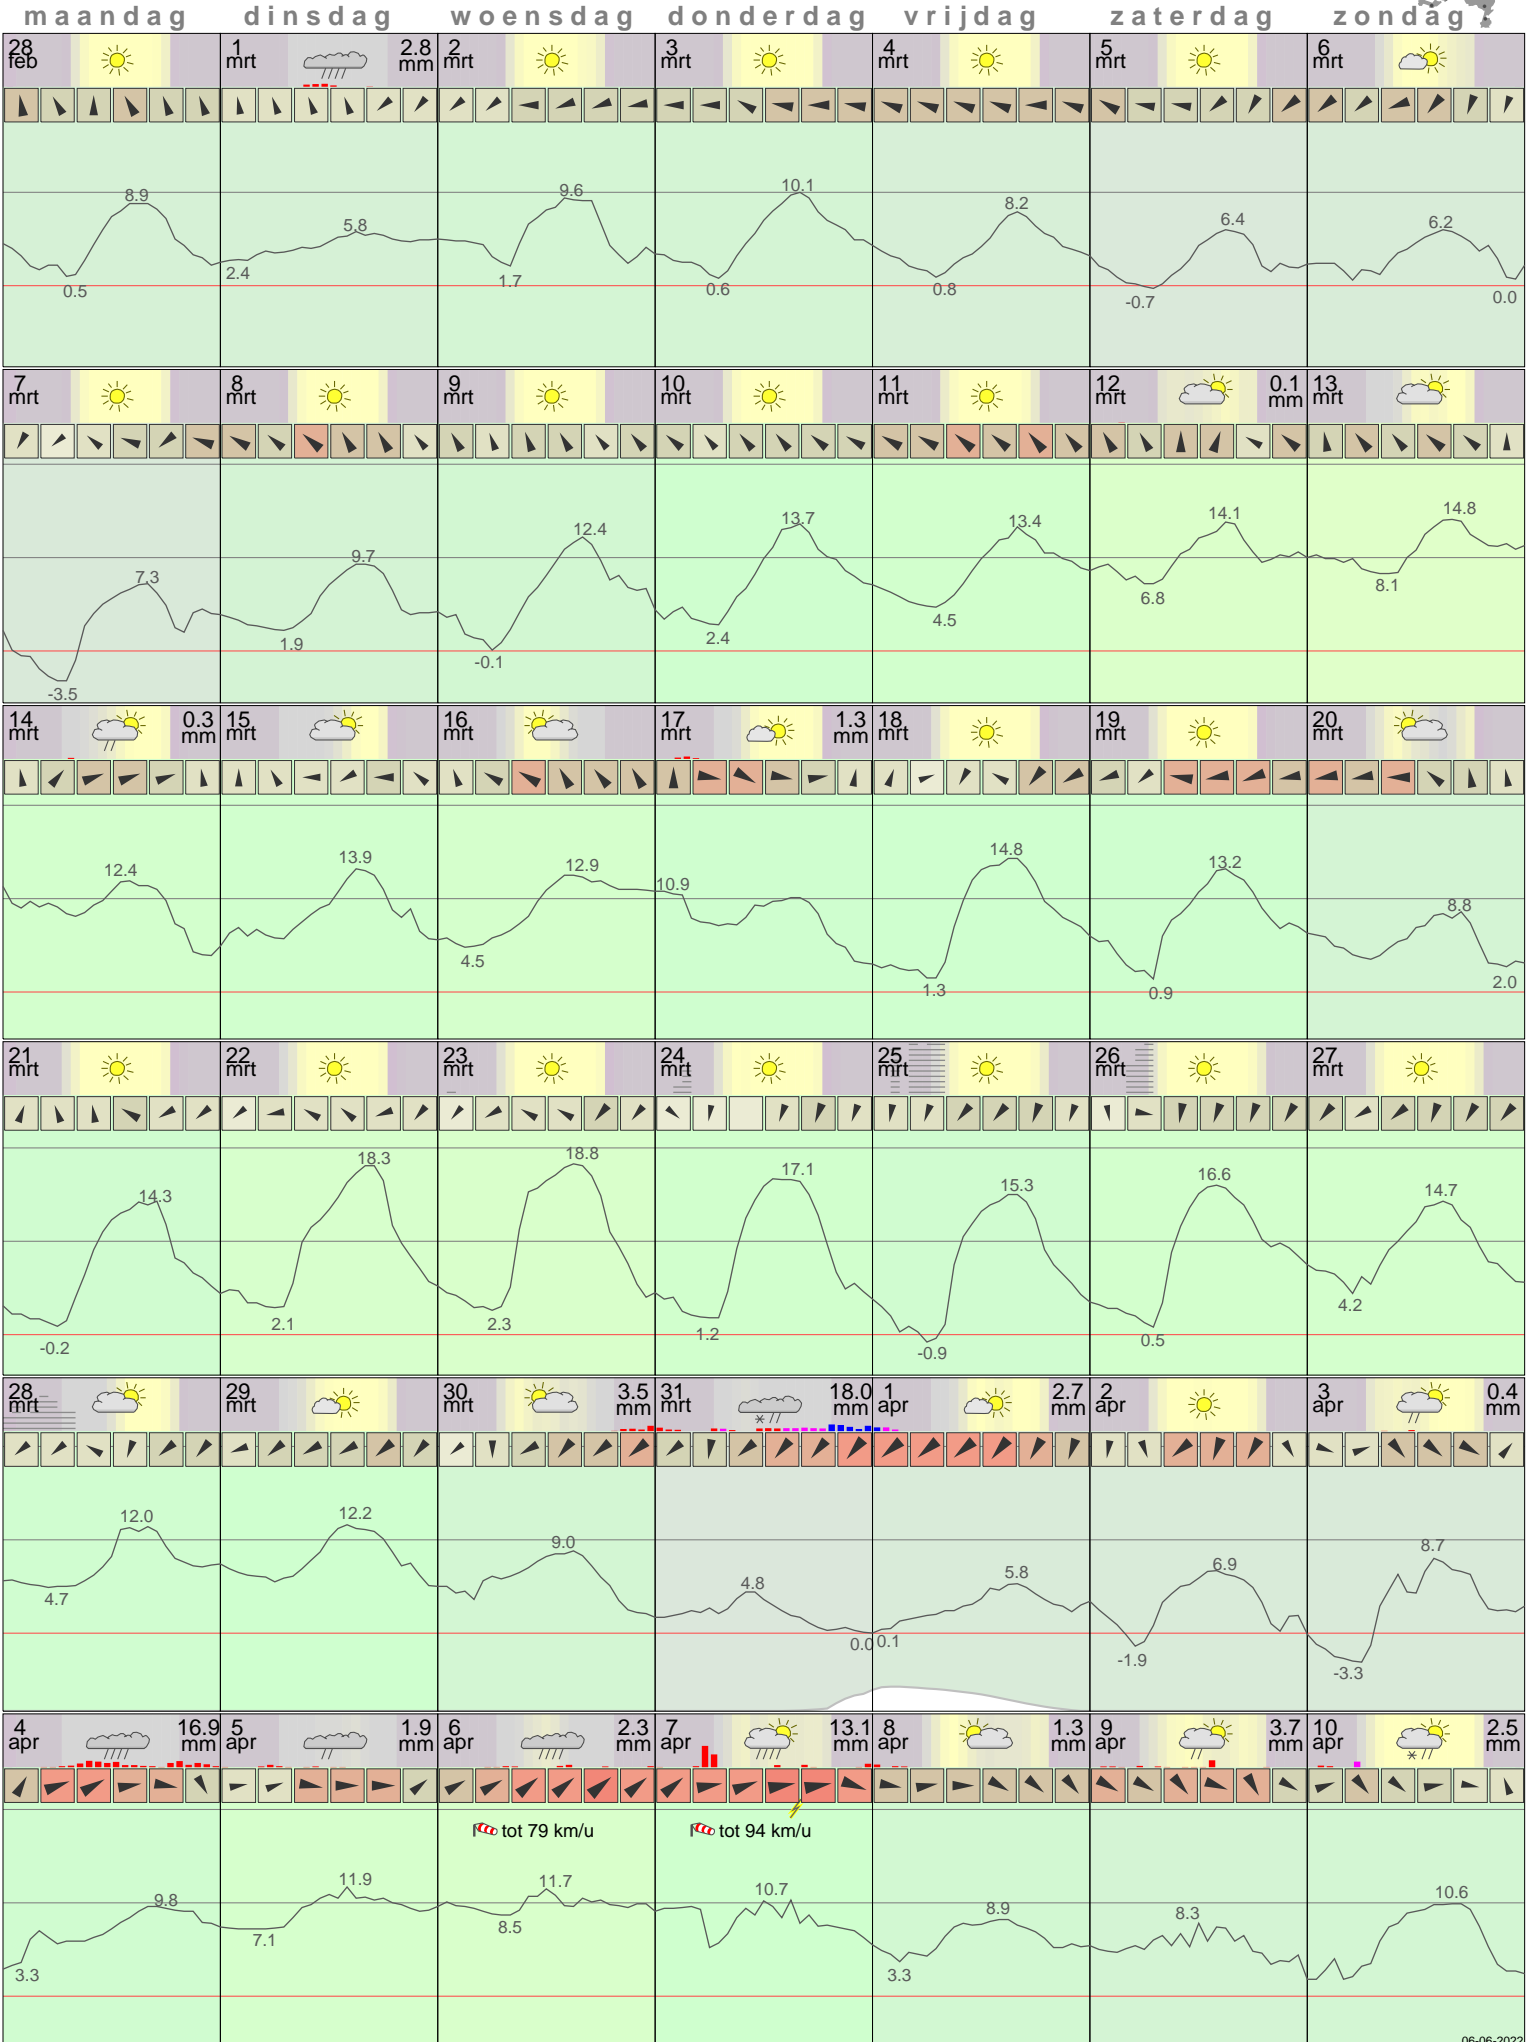 maandag dinsdag woensdag donderdag vrijdag zaterdag zondag
28 1 2.8 2 3 4 5 6
feb mrt mm mrt mrt mrt mrt mrt
8.9 5.8 9.6 10.1 8.2 6.4 6.2
0.5 2.4 1.7 0.6 0.8 -0.7 0.0
7 8 9 10 11 12 0.1 13
mrt mrt mrt mrt mrt mrt mm mrt
7.3 9.7 12.4 13.7 13.4 14.1 14.8
-3.5 1.9 -0.1 2.4 4.5 6.8 8.1
14 0.3 15 16 17 1.3 18 19 20
mrt mm mrt mrt mrt mm mrt mrt mrt
12.4 13.9 12.9 10.9 14.8 13.2 8.8
4.5 1.3 0.9 2.0
21 22 23 24 25 26 27
mrt mrt mrt mrt mrt mrt mrt
14.3 18.3 18.8 17.1 15.3 16.6 14.7
-0.2 2.1 2.3 1.2 -0.9 0.5 4.2
28 29 30 3.5 31 18.0 1 2.7 2 3 0.4
mrt mrt mrt mm mrt mm apr mm apr apr mm
12.0 12.2 9.0 4.8 5.8 6.9 8.7
4.7 0.0 0.1 -1.9 -3.3
4 16.9 5 1.9 6 2.3 7 13.1 8 1.3 9 3.7 10 2.5
apr mm apr mm apr mm apr mm apr mm apr mm apr mm
tot 79 km/u tot 94 km/u
9.8 11.9 11.7 10.7 8.9 8.3 10.6
3.3 7.1 8.5 3.3
06-06-2022